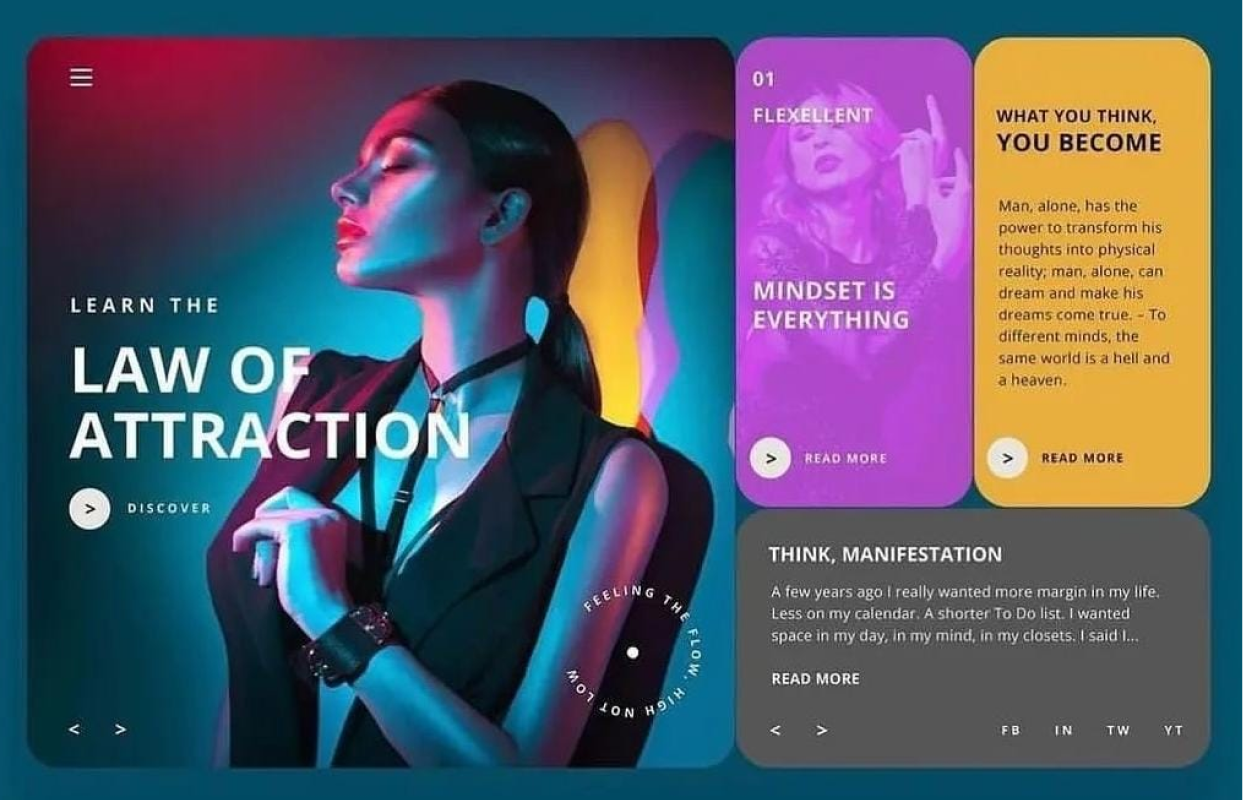 LEARN THE
LAW OF
ATTRACTION
> DISCOVER
FEELING THE FLOW, HIGH NOT LOW
< >
01
FLEXELLENT
MINDSET IS
EVERYTHING
> READ MORE
WHAT YOU THINK,
YOU BECOME
Man, alone, has the
power to transform his
thoughts into physical
reality; man, alone, can
dream and make his
dreams come true. – To
different minds, the
same world is a hell and
a heaven.
> READ MORE
THINK, MANIFESTATION
A few years ago I really wanted more margin in my life.
Less on my calendar. A shorter To Do list. I wanted
space in my day, in my mind, in my closets. I said I...
READ MORE
< >
FB IN TW YT